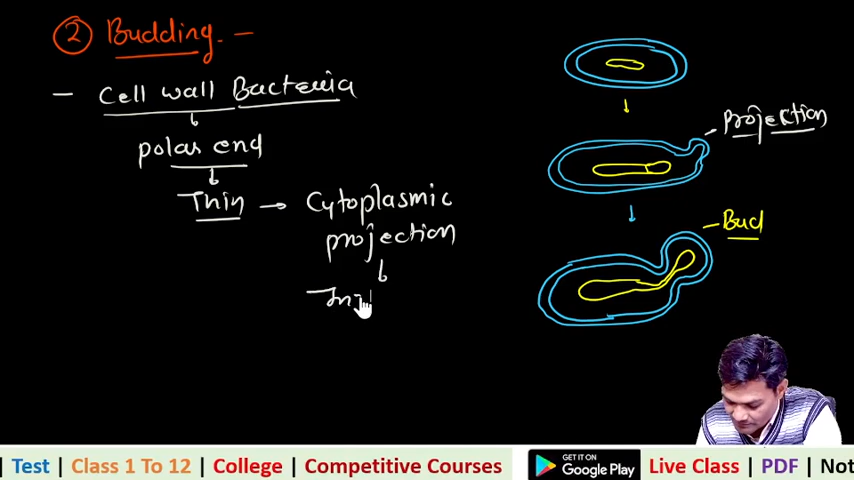 ② Budding. -
- Cell wall Bacteria
polar end
Thin → Cytoplasmic
projection
Projection
Bud
Test | Class 1 To 12 | College | Competitive Courses
GET IT ON
Google Play
Live Class | PDF | Not